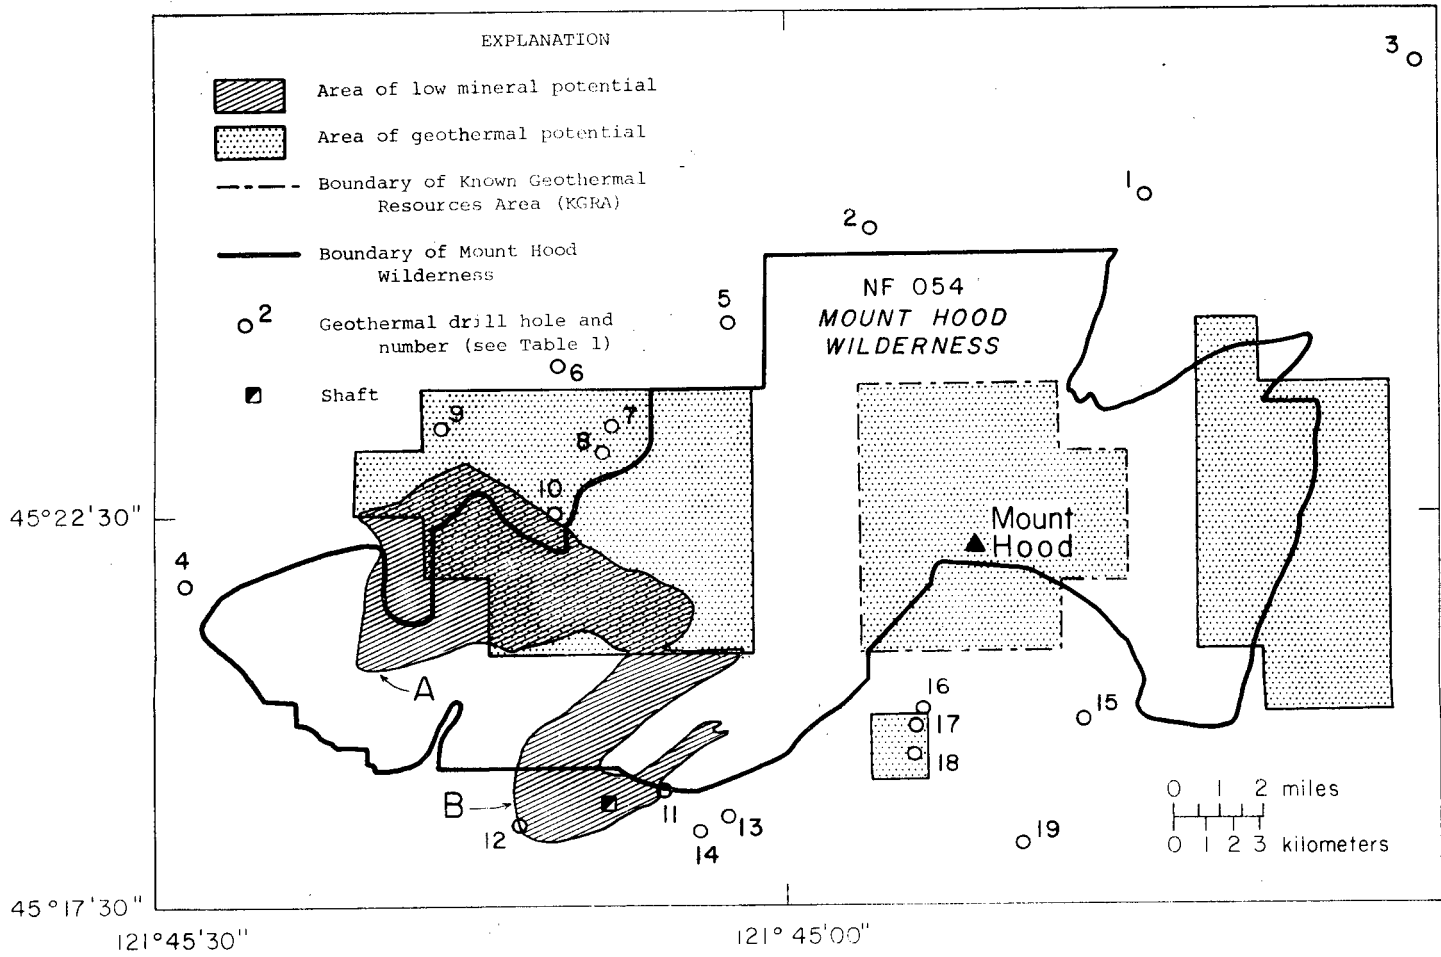 EXPLANATION
Area of low mineral potential
Area of geothermal potential
Boundary of Known Geothermal
Resources Area (KGRA)
Boundary of Mount Hood
Wilderness
2
Geothermal drill hole and
number (see Table 1)
Shaft
3
1
2
5
NF 054
MOUNT HOOD
WILDERNESS
6
9
7
8
10
45°22'30"
Mount
Hood
4
A
16
15
17
18
B
11
12
13
14
19
0 1 2 miles
0 1 2 3 kilometers
45°17'30"
121°45'30"
121°45'00"